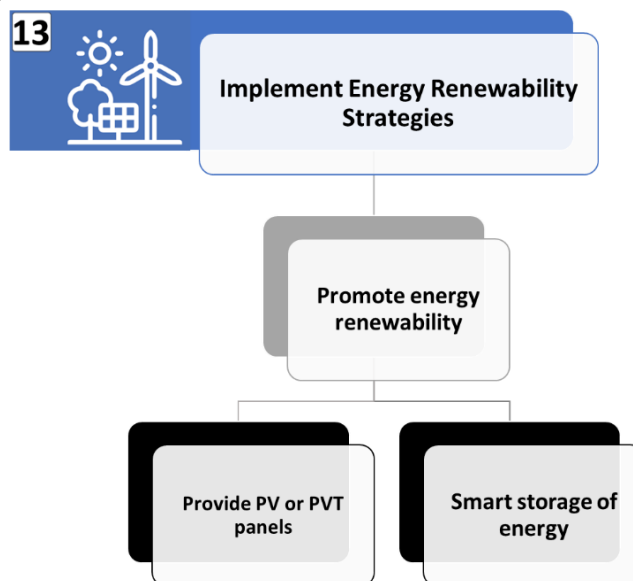 13
Implement Energy Renewability
Strategies
Promote energy
renewability
Provide PV or PVT
panels
Smart storage of
energy